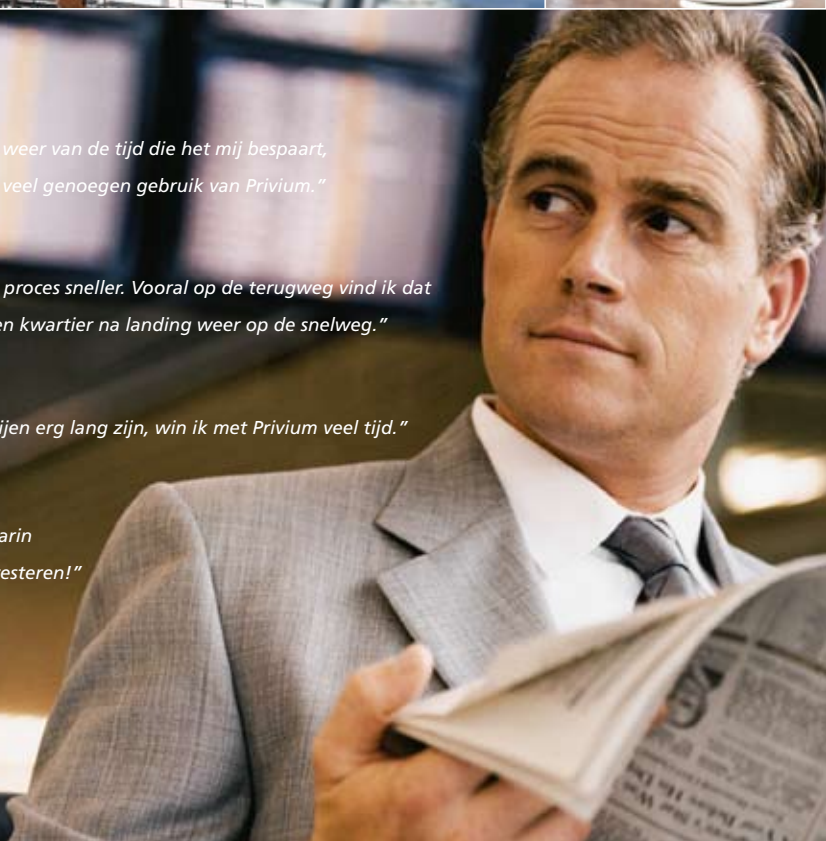 weer van de tijd die het mij bespaart,
veel genoegen gebruik van Privium.”
proces sneller. Vooral op de terugweg vind ik dat
en kwartier na landing weer op de snelweg.”
ijen erg lang zijn, win ik met Privium veel tijd.”
arin
esteren!”